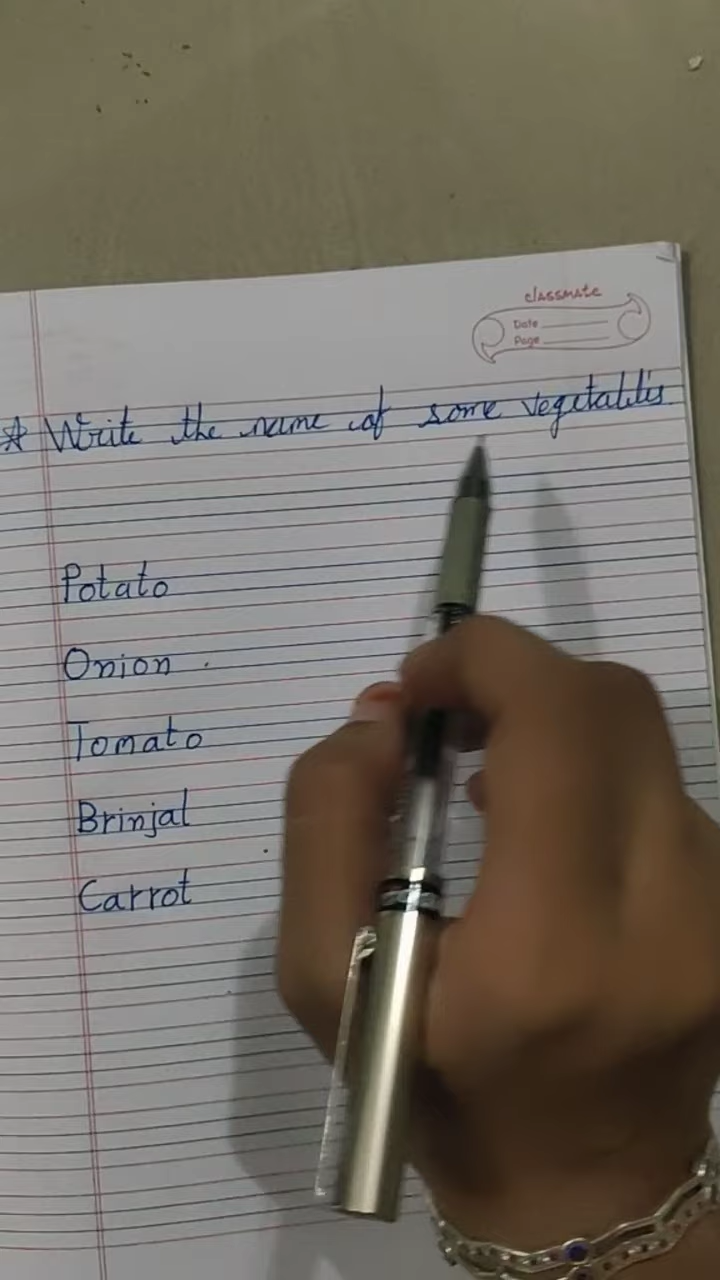 classmate
Date
Page
* Write the name of some vegetables
Potato
Onion
Tomato
Brinjal
Carrot